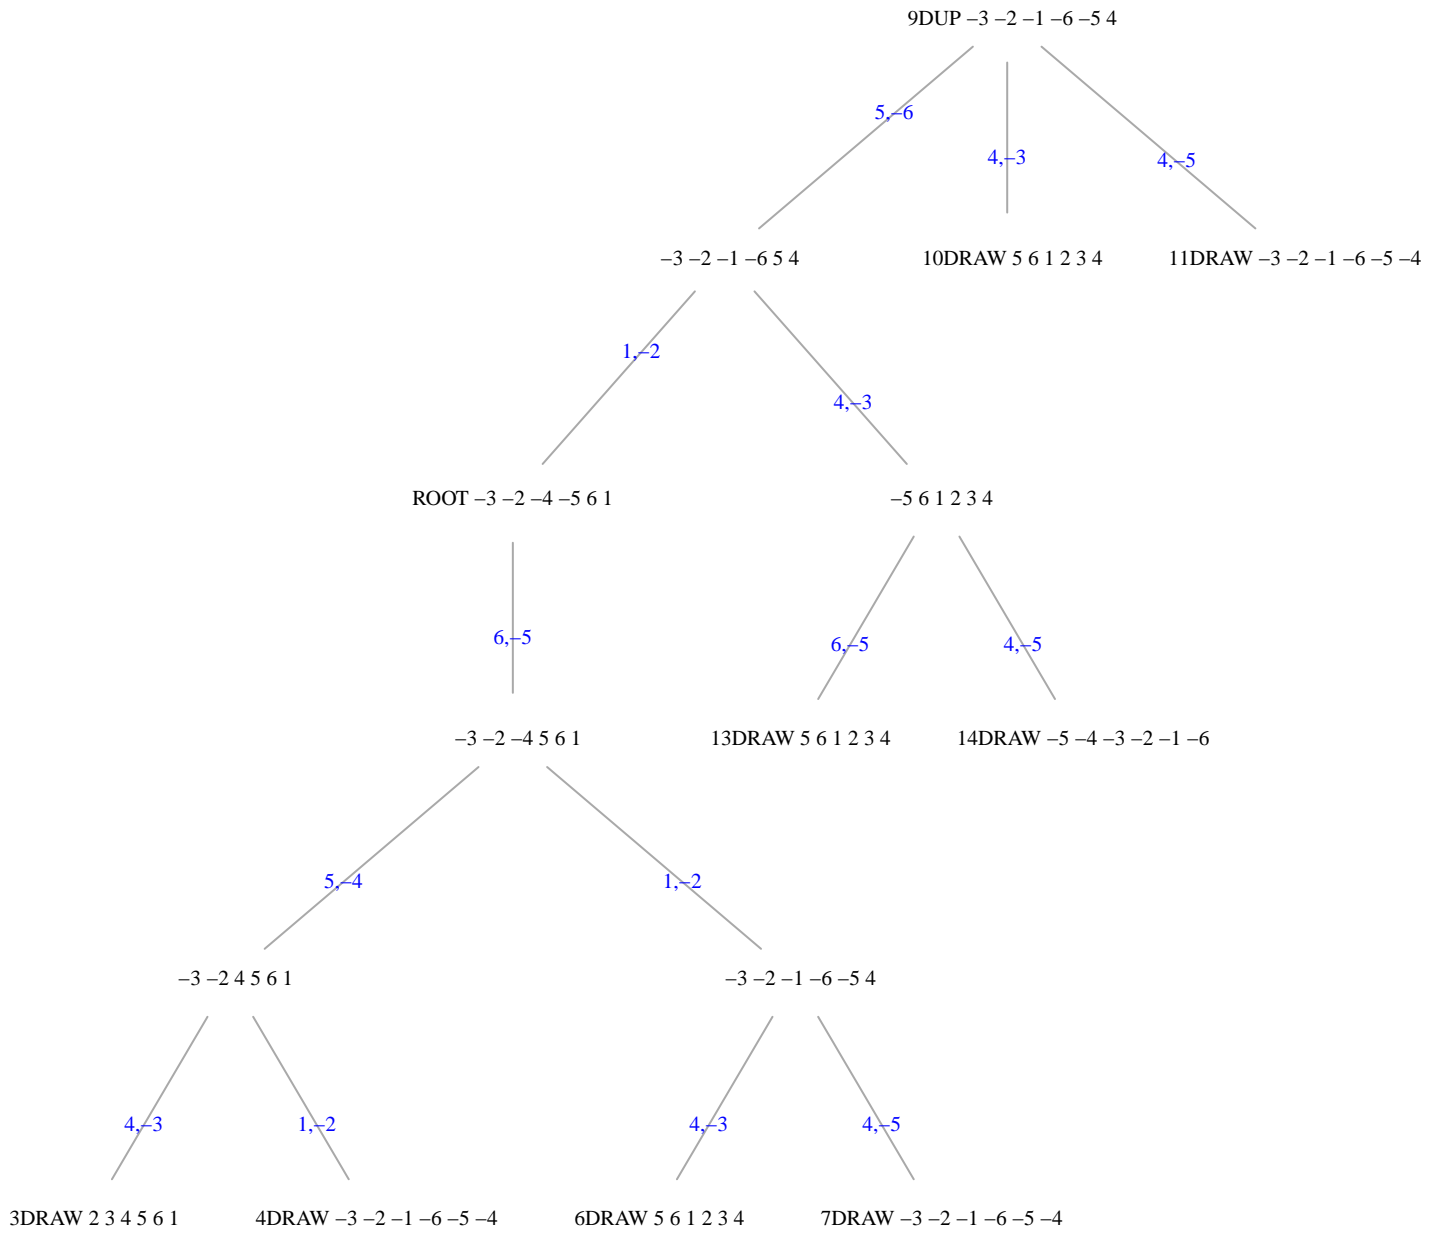 9DUP –3 –2 –1 –6 –5 4
5,–6
4,–3
4,–5
–3 –2 –1 –6 5 4
10DRAW 5 6 1 2 3 4
11DRAW –3 –2 –1 –6 –5 –4
1,–2
4,–3
ROOT –3 –2 –4 –5 6 1
–5 6 1 2 3 4
6,–5
6,–5
4,–5
–3 –2 –4 5 6 1
13DRAW 5 6 1 2 3 4
14DRAW –5 –4 –3 –2 –1 –6
5,–4
1,–2
–3 –2 4 5 6 1
–3 –2 –1 –6 –5 4
4,–3
1,–2
4,–3
4,–5
3DRAW 2 3 4 5 6 1
4DRAW –3 –2 –1 –6 –5 –4
6DRAW 5 6 1 2 3 4
7DRAW –3 –2 –1 –6 –5 –4